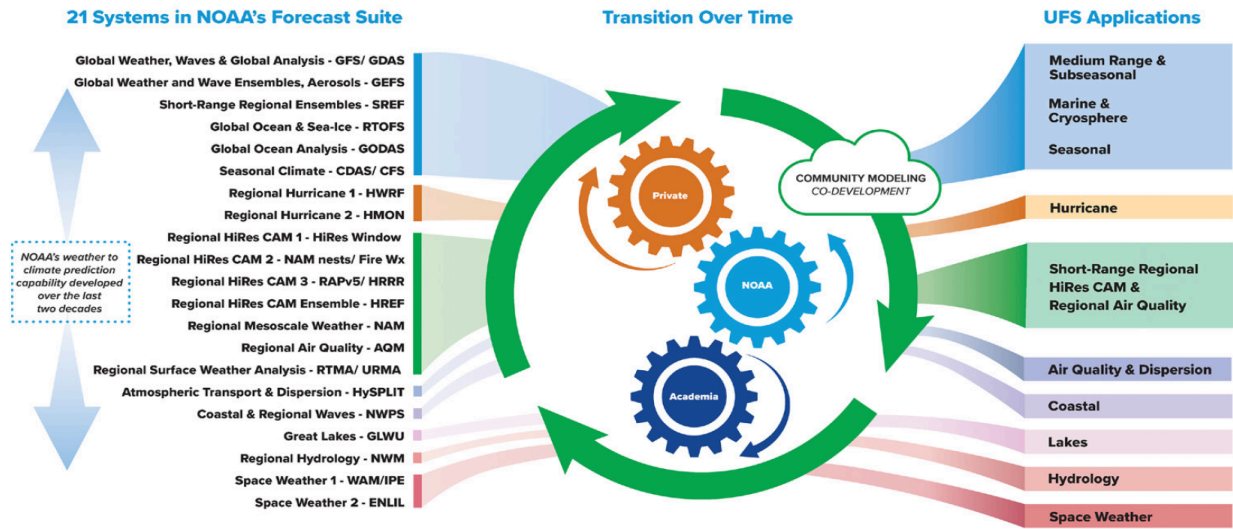 21 Systems in NOAA's Forecast Suite
Global Weather, Waves & Global Analysis - GFS/ GDAS
Global Weather and Wave Ensembles, Aerosols - GEFS
Short-Range Regional Ensembles - SREF
Global Ocean & Sea-Ice - RTOFS
Global Ocean Analysis - GODAS
Seasonal Climate - CDAS/ CFS
Regional Hurricane 1 - HWRF
Regional Hurricane 2 - HMON
Regional HiRes CAM 1 - HiRes Window
Regional HiRes CAM 2 - NAM nests/ Fire Wx
Regional HiRes CAM 3 - RAPv5/ HRRR
Regional HiRes CAM Ensemble - HREF
Regional Mesoscale Weather - NAM
Regional Air Quality - AQM
Regional Surface Weather Analysis - RTMA/ URMA
Atmospheric Transport & Dispersion - HySPLIT
Coastal & Regional Waves - NWPS
Great Lakes - GLWU
Regional Hydrology - NWM
Space Weather 1 - WAM/IPE
Space Weather 2 - ENLIL
NOAA's weather to
climate prediction
capability developed
over the last
two decades
Transition Over Time
Private
NOAA
Academia
COMMUNITY MODELING
CO-DEVELOPMENT
UFS Applications
Medium Range &
Subseasonal
Marine &
Cryosphere
Seasonal
Hurricane
Short-Range Regional
HiRes CAM &
Regional Air Quality
Air Quality & Dispersion
Coastal
Lakes
Hydrology
Space Weather